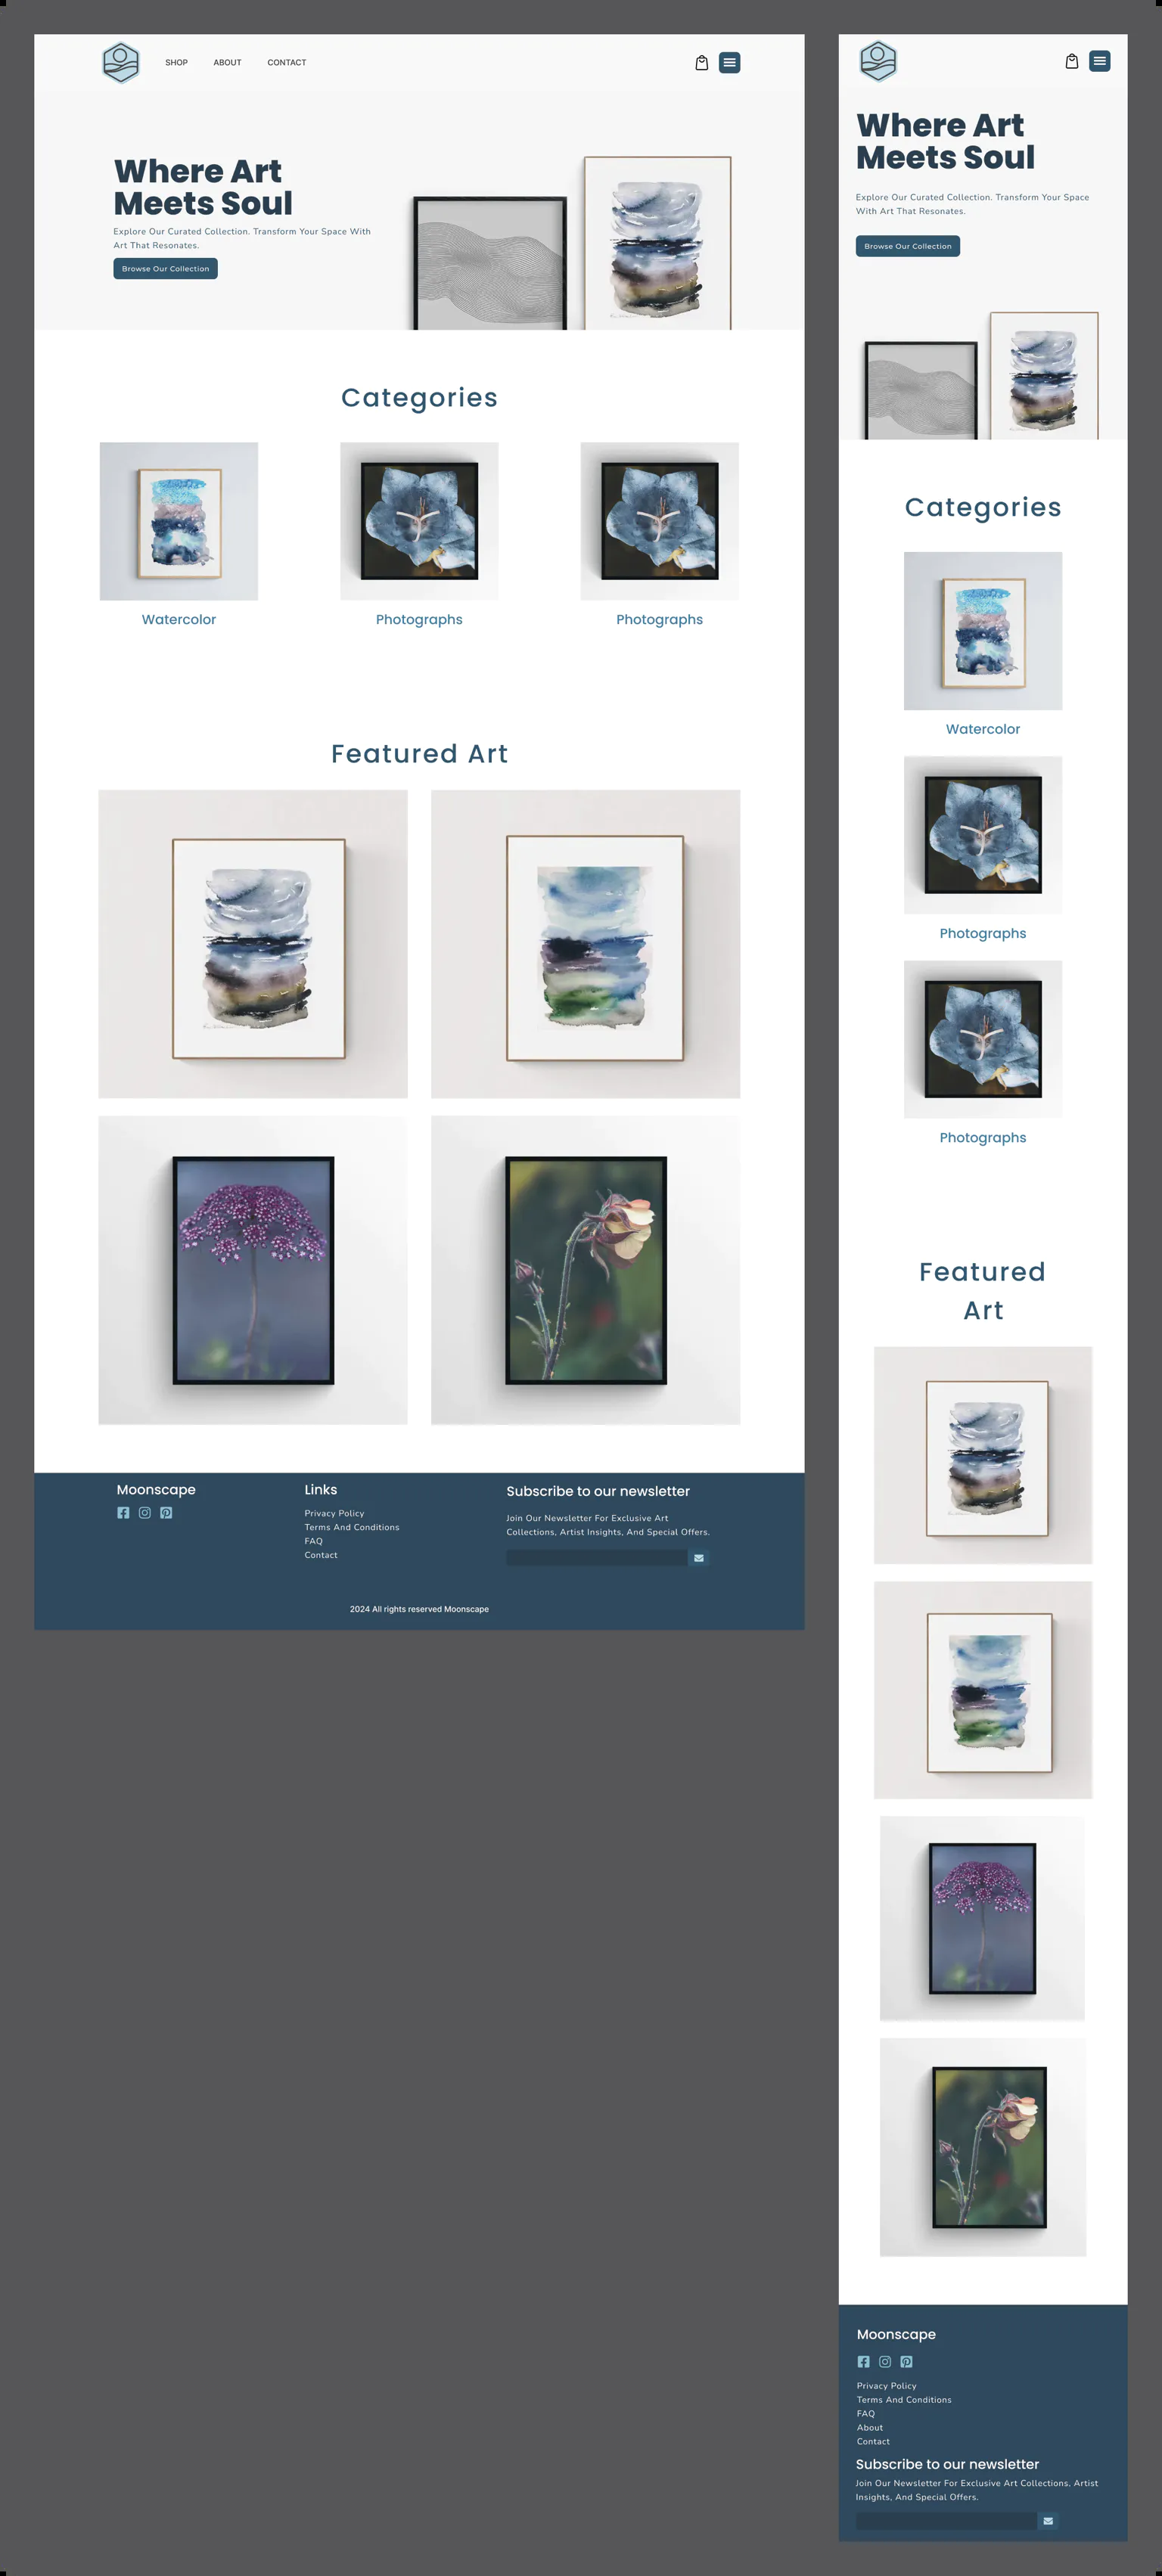 SHOP ABOUT CONTACT
Where Art
Meets Soul
Explore Our Curated Collection. Transform Your Space With
Art That Resonates.
Browse Our Collection
Categories
Watercolor
Photographs
Photographs
Featured Art
Moonscape
Links
Privacy Policy
Terms And Conditions
FAQ
Contact
Subscribe to our newsletter
Join Our Newsletter For Exclusive Art
Collections, Artist Insights, And Special Offers.
2024 All rights reserved Moonscape
Where Art
Meets Soul
Explore Our Curated Collection. Transform Your Space
With Art That Resonates.
Browse Our Collection
Categories
Watercolor
Photographs
Photographs
Featured
Art
Moonscape
Privacy Policy
Terms And Conditions
FAQ
About
Contact
Subscribe to our newsletter
Join Our Newsletter For Exclusive Art Collections, Artist
Insights, And Special Offers.